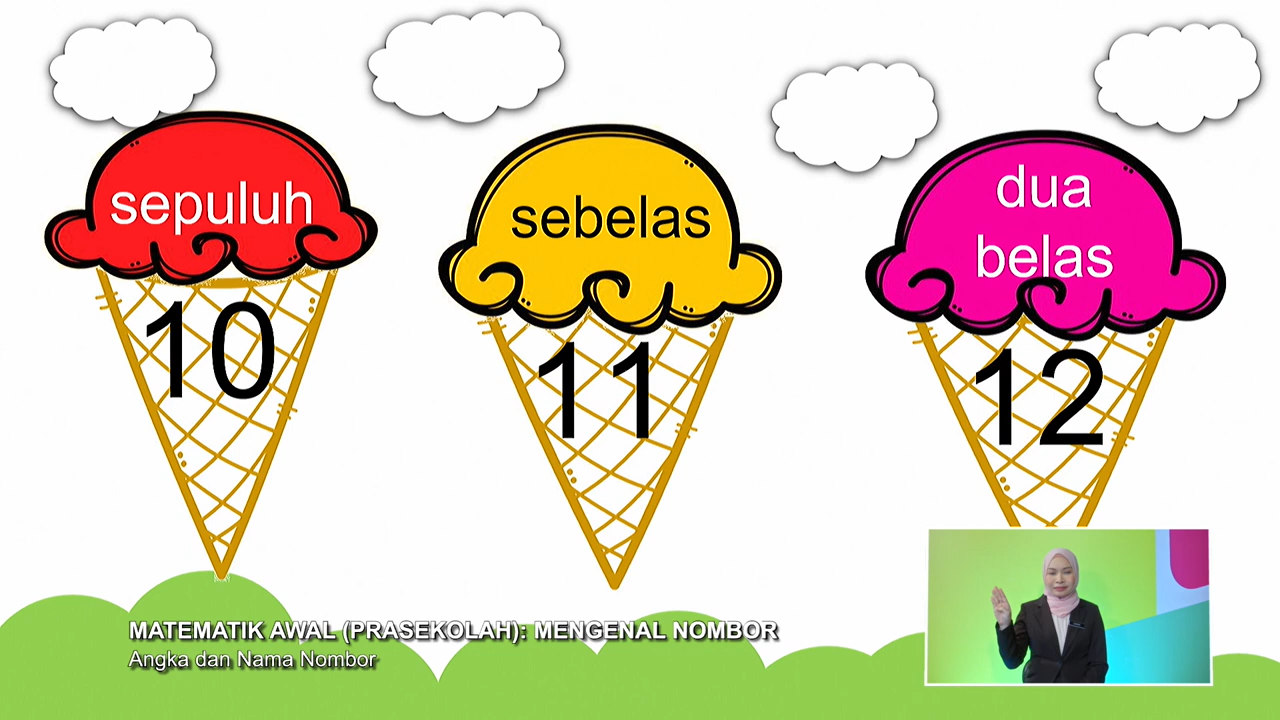 sepuluh
10
sebelas
11
dua
belas
12
MATEMATIK AWAL (PRASEKOLAH): MENGENAL NOMBOR
Angka dan Nama Nombor